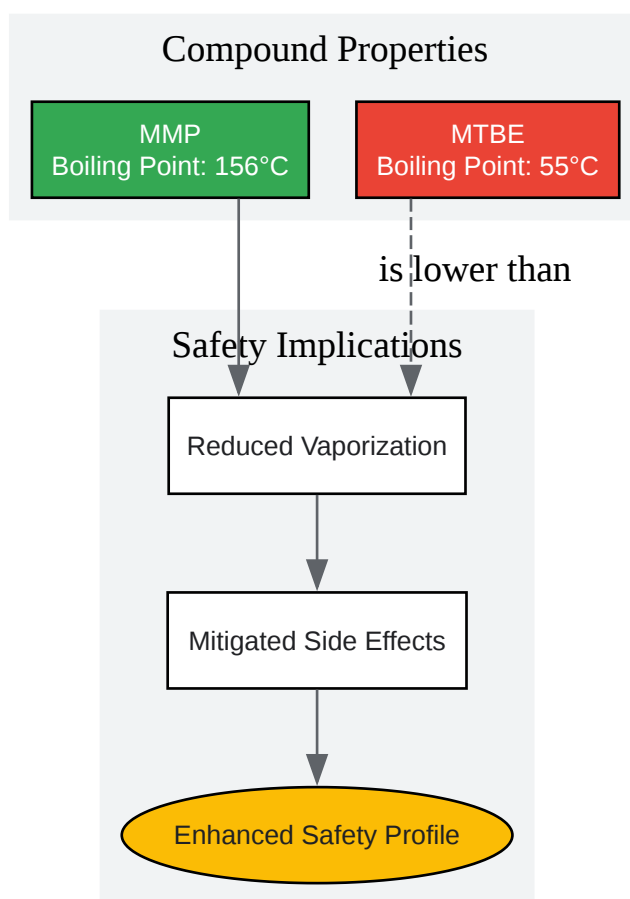 Compound Properties
MMP
Boiling Point: 156°C
MTBE
Boiling Point: 55°C
is lower than
Safety Implications
Reduced Vaporization
Mitigated Side Effects
Enhanced Safety Profile